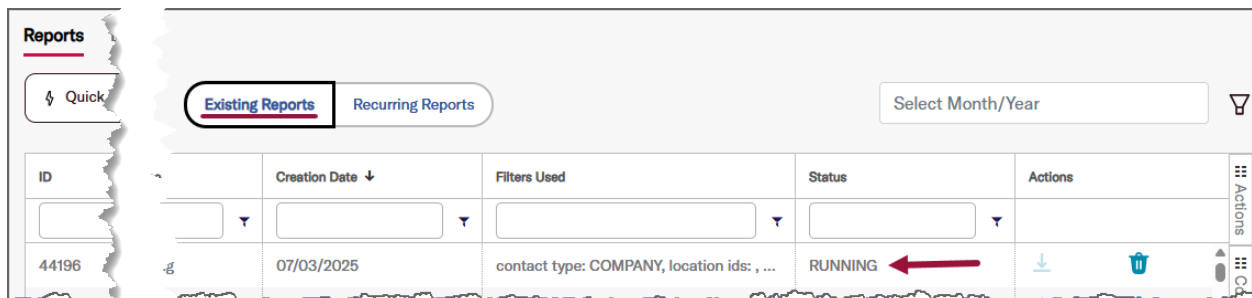 Reports
Quick
Existing Reports
Recurring Reports
Select Month/Year
ID
Creation Date
Filters Used
Status
Actions
44196
07/03/2025
contact type: COMPANY, location ids: , ...
RUNNING
Actions